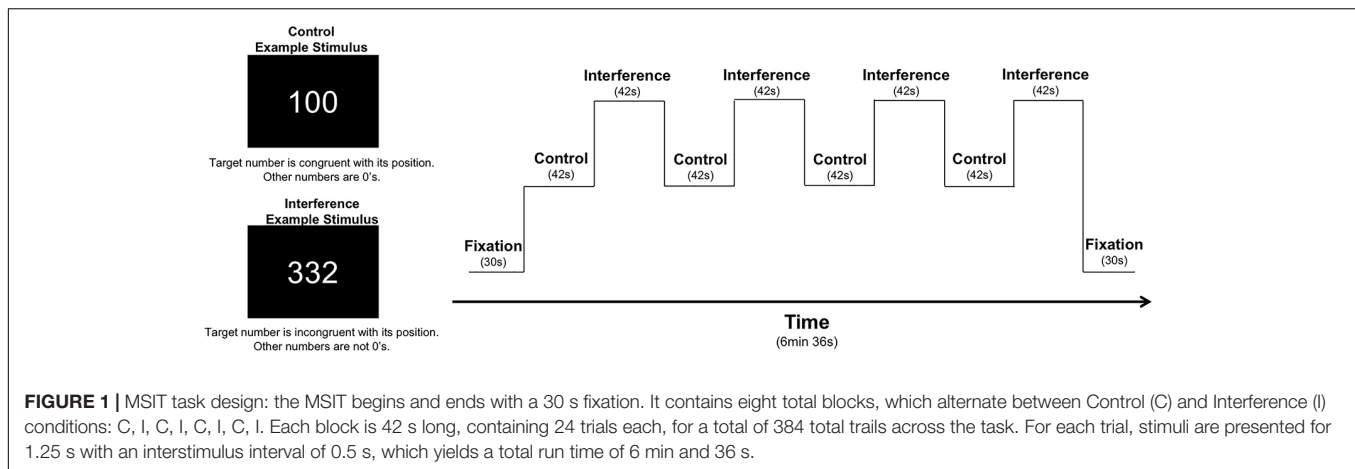 Control
Example Stimulus
100
Target number is congruent with its position.
Other numbers are 0's.
Interference
Example Stimulus
332
Target number is incongruent with its position.
Other numbers are not 0's.
Fixation
(30s)
Control
(42s)
Interference
(42s)
Control
(42s)
Interference
(42s)
Control
(42s)
Interference
(42s)
Control
(42s)
Interference
(42s)
Fixation
(30s)
Time
(6min 36s)
FIGURE 1 | MSIT task design: the MSIT begins and ends with a 30 s fixation. It contains eight total blocks, which alternate between Control (C) and Interference (I)
conditions: C, I, C, I, C, I, C, I. Each block is 42 s long, containing 24 trials each, for a total of 384 total trails across the task. For each trial, stimuli are presented for
1.25 s with an interstimulus interval of 0.5 s, which yields a total run time of 6 min and 36 s.